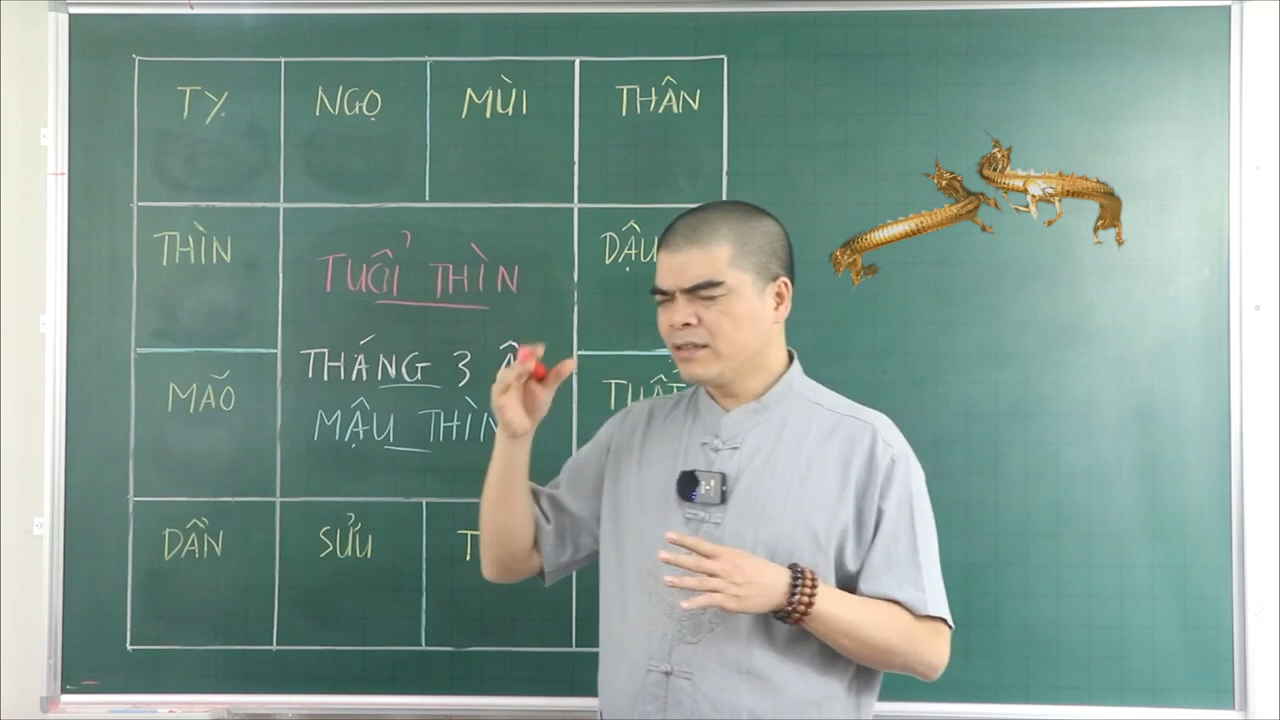 TỴ NGỌ MÙI THÂN
THÌN DẬU
TUỔI THÌN
THÁNG 3
MÃO
MẬU THÌN
DẦN SỬU